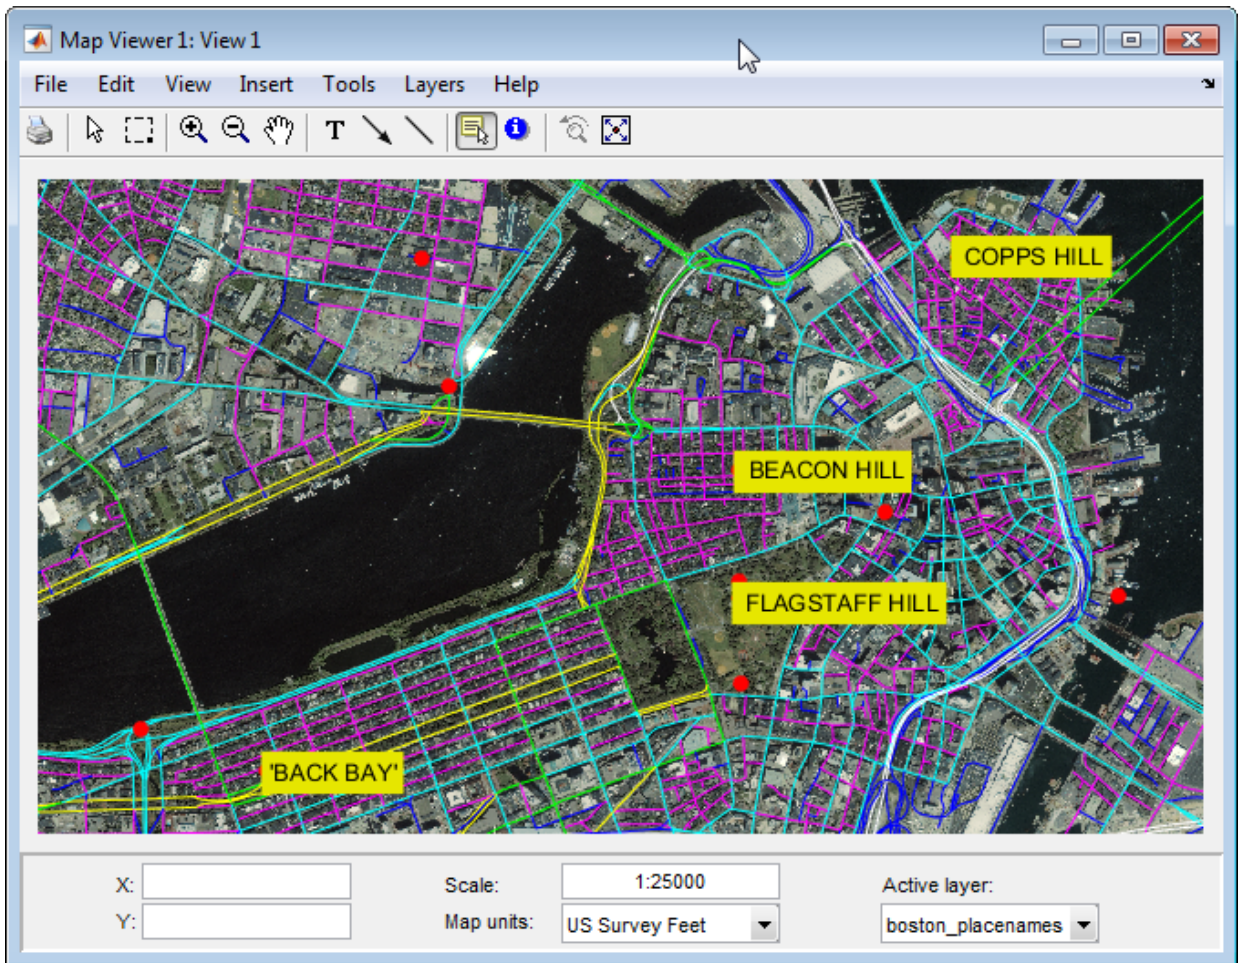 Map Viewer 1: View 1
File Edit View Insert Tools Layers Help
T
COPPS HILL
BEACON HILL
FLAGSTAFF HILL
'BACK BAY'
X:
Scale: 1:25000
Active layer:
Y:
Map units: US Survey Feet
boston_placenames